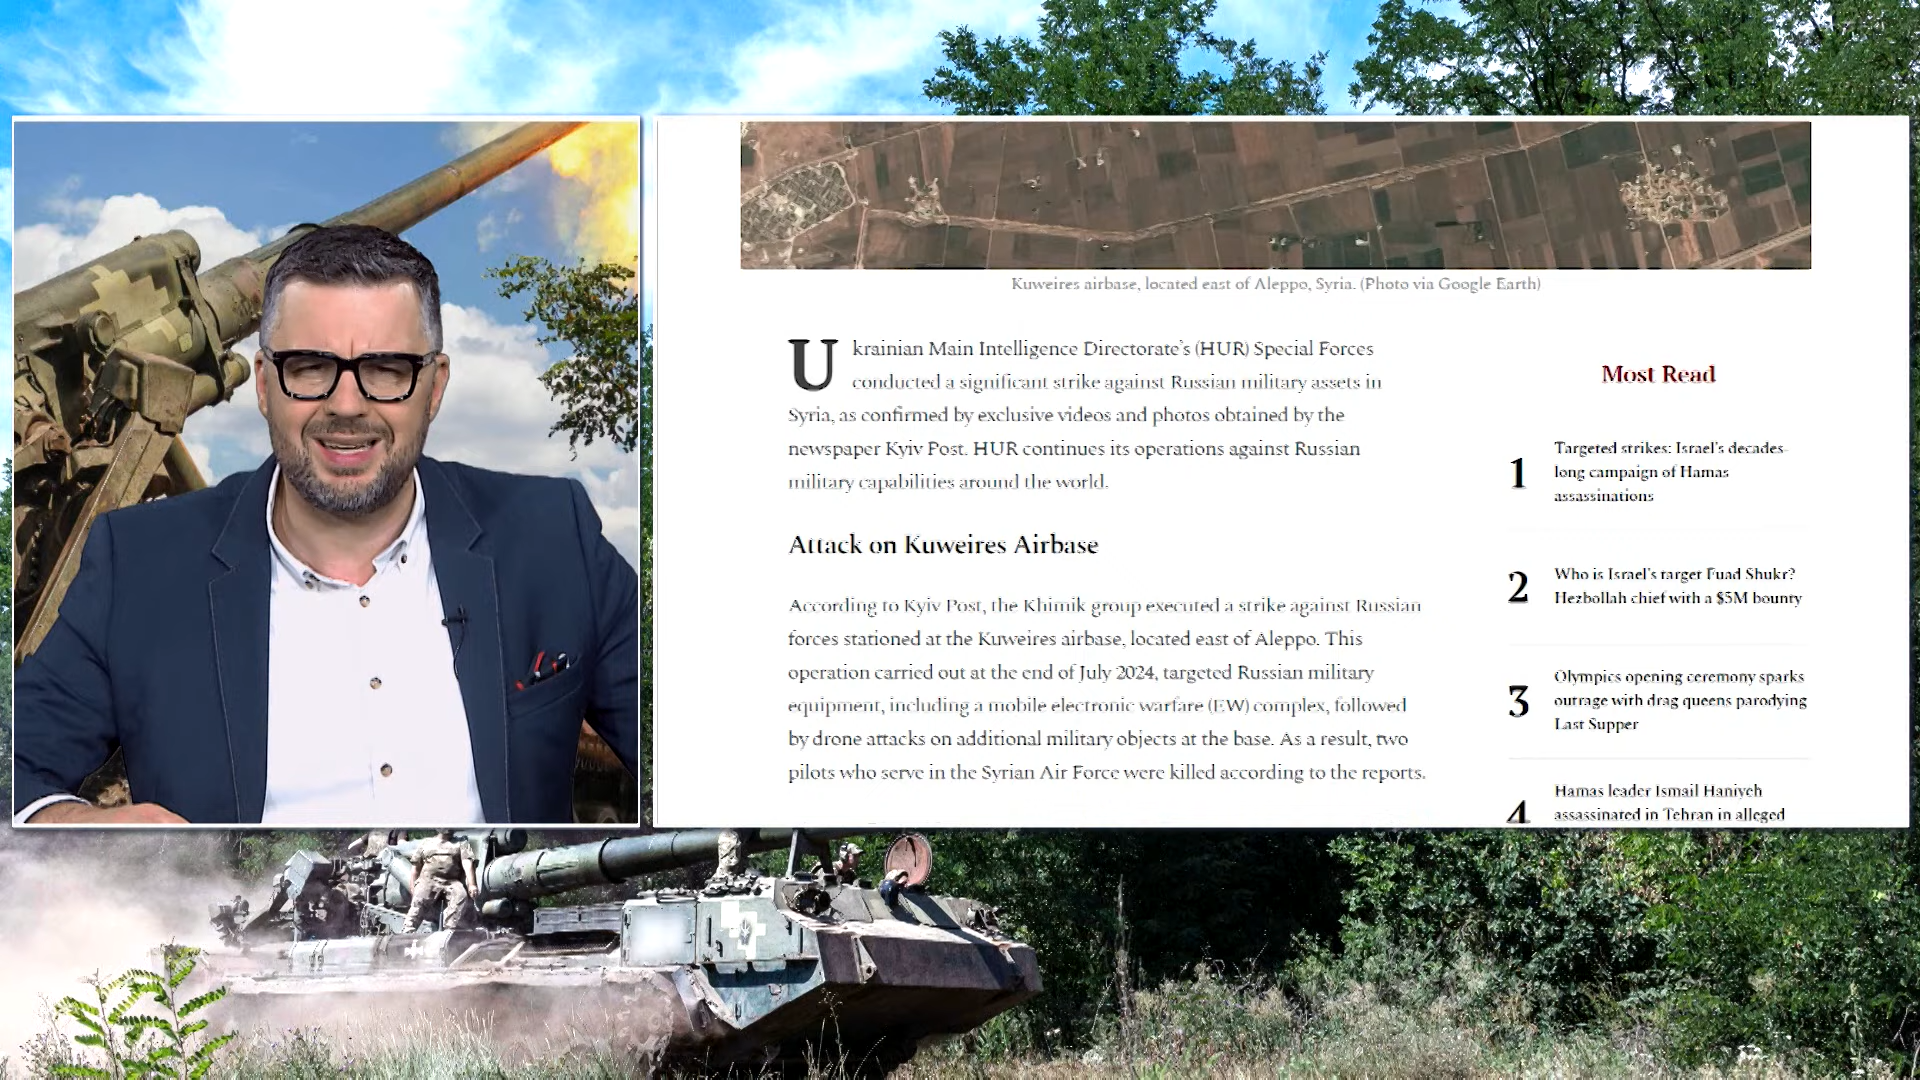 Kuweires airbase, located east of Aleppo, Syria. (Photo via Google Earth)
Ukrainian Main Intelligence Directorate's (HUR) Special Forces
conducted a significant strike against Russian military assets in
Syria, as confirmed by exclusive videos and photos obtained by the
newspaper Kyiv Post. HUR continues its operations against Russian
military capabilities around the world.
Attack on Kuweires Airbase
According to Kyiv Post, the Khimik group executed a strike against Russian
forces stationed at the Kuweires airbase, located east of Aleppo. This
operation carried out at the end of July 2024, targeted Russian military
equipment, including a mobile electronic warfare (EW) complex, followed
by drone attacks on additional military objects at the base. As a result, two
pilots who serve in the Syrian Air Force were killed according to the reports.
Most Read
1
Targeted strikes: Israel's decades-
long campaign of Hamas
assassinations
2
Who is Israel's target Fuad Shukr?
Hezbollah chief with a $5M bounty
3
Olympics opening ceremony sparks
outrage with drag queens parodying
Last Supper
4
Hamas leader Ismail Haniyeh
assassinated in Tehran in alleged